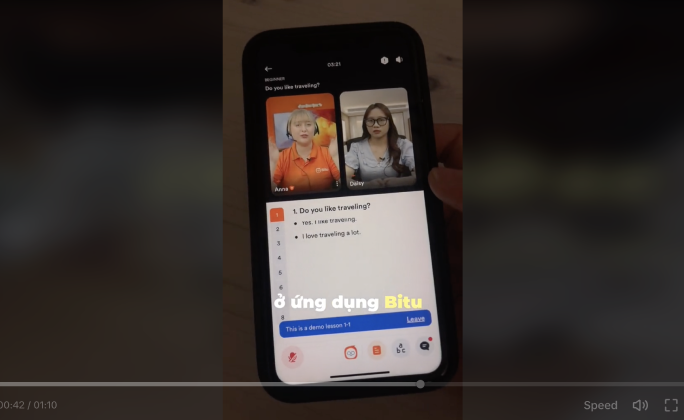 03:21
BEGINNER
Do you like traveling?
Anna
Daisy
1
1. Do you like traveling?
Yes. I like traveling.
2
I love traveling a lot.
3
4
5
6
7
8
ở ứng dụng Bitu
This is a demo lesson 1-1
Leave
a
b c
00:42 / 01:10
Speed